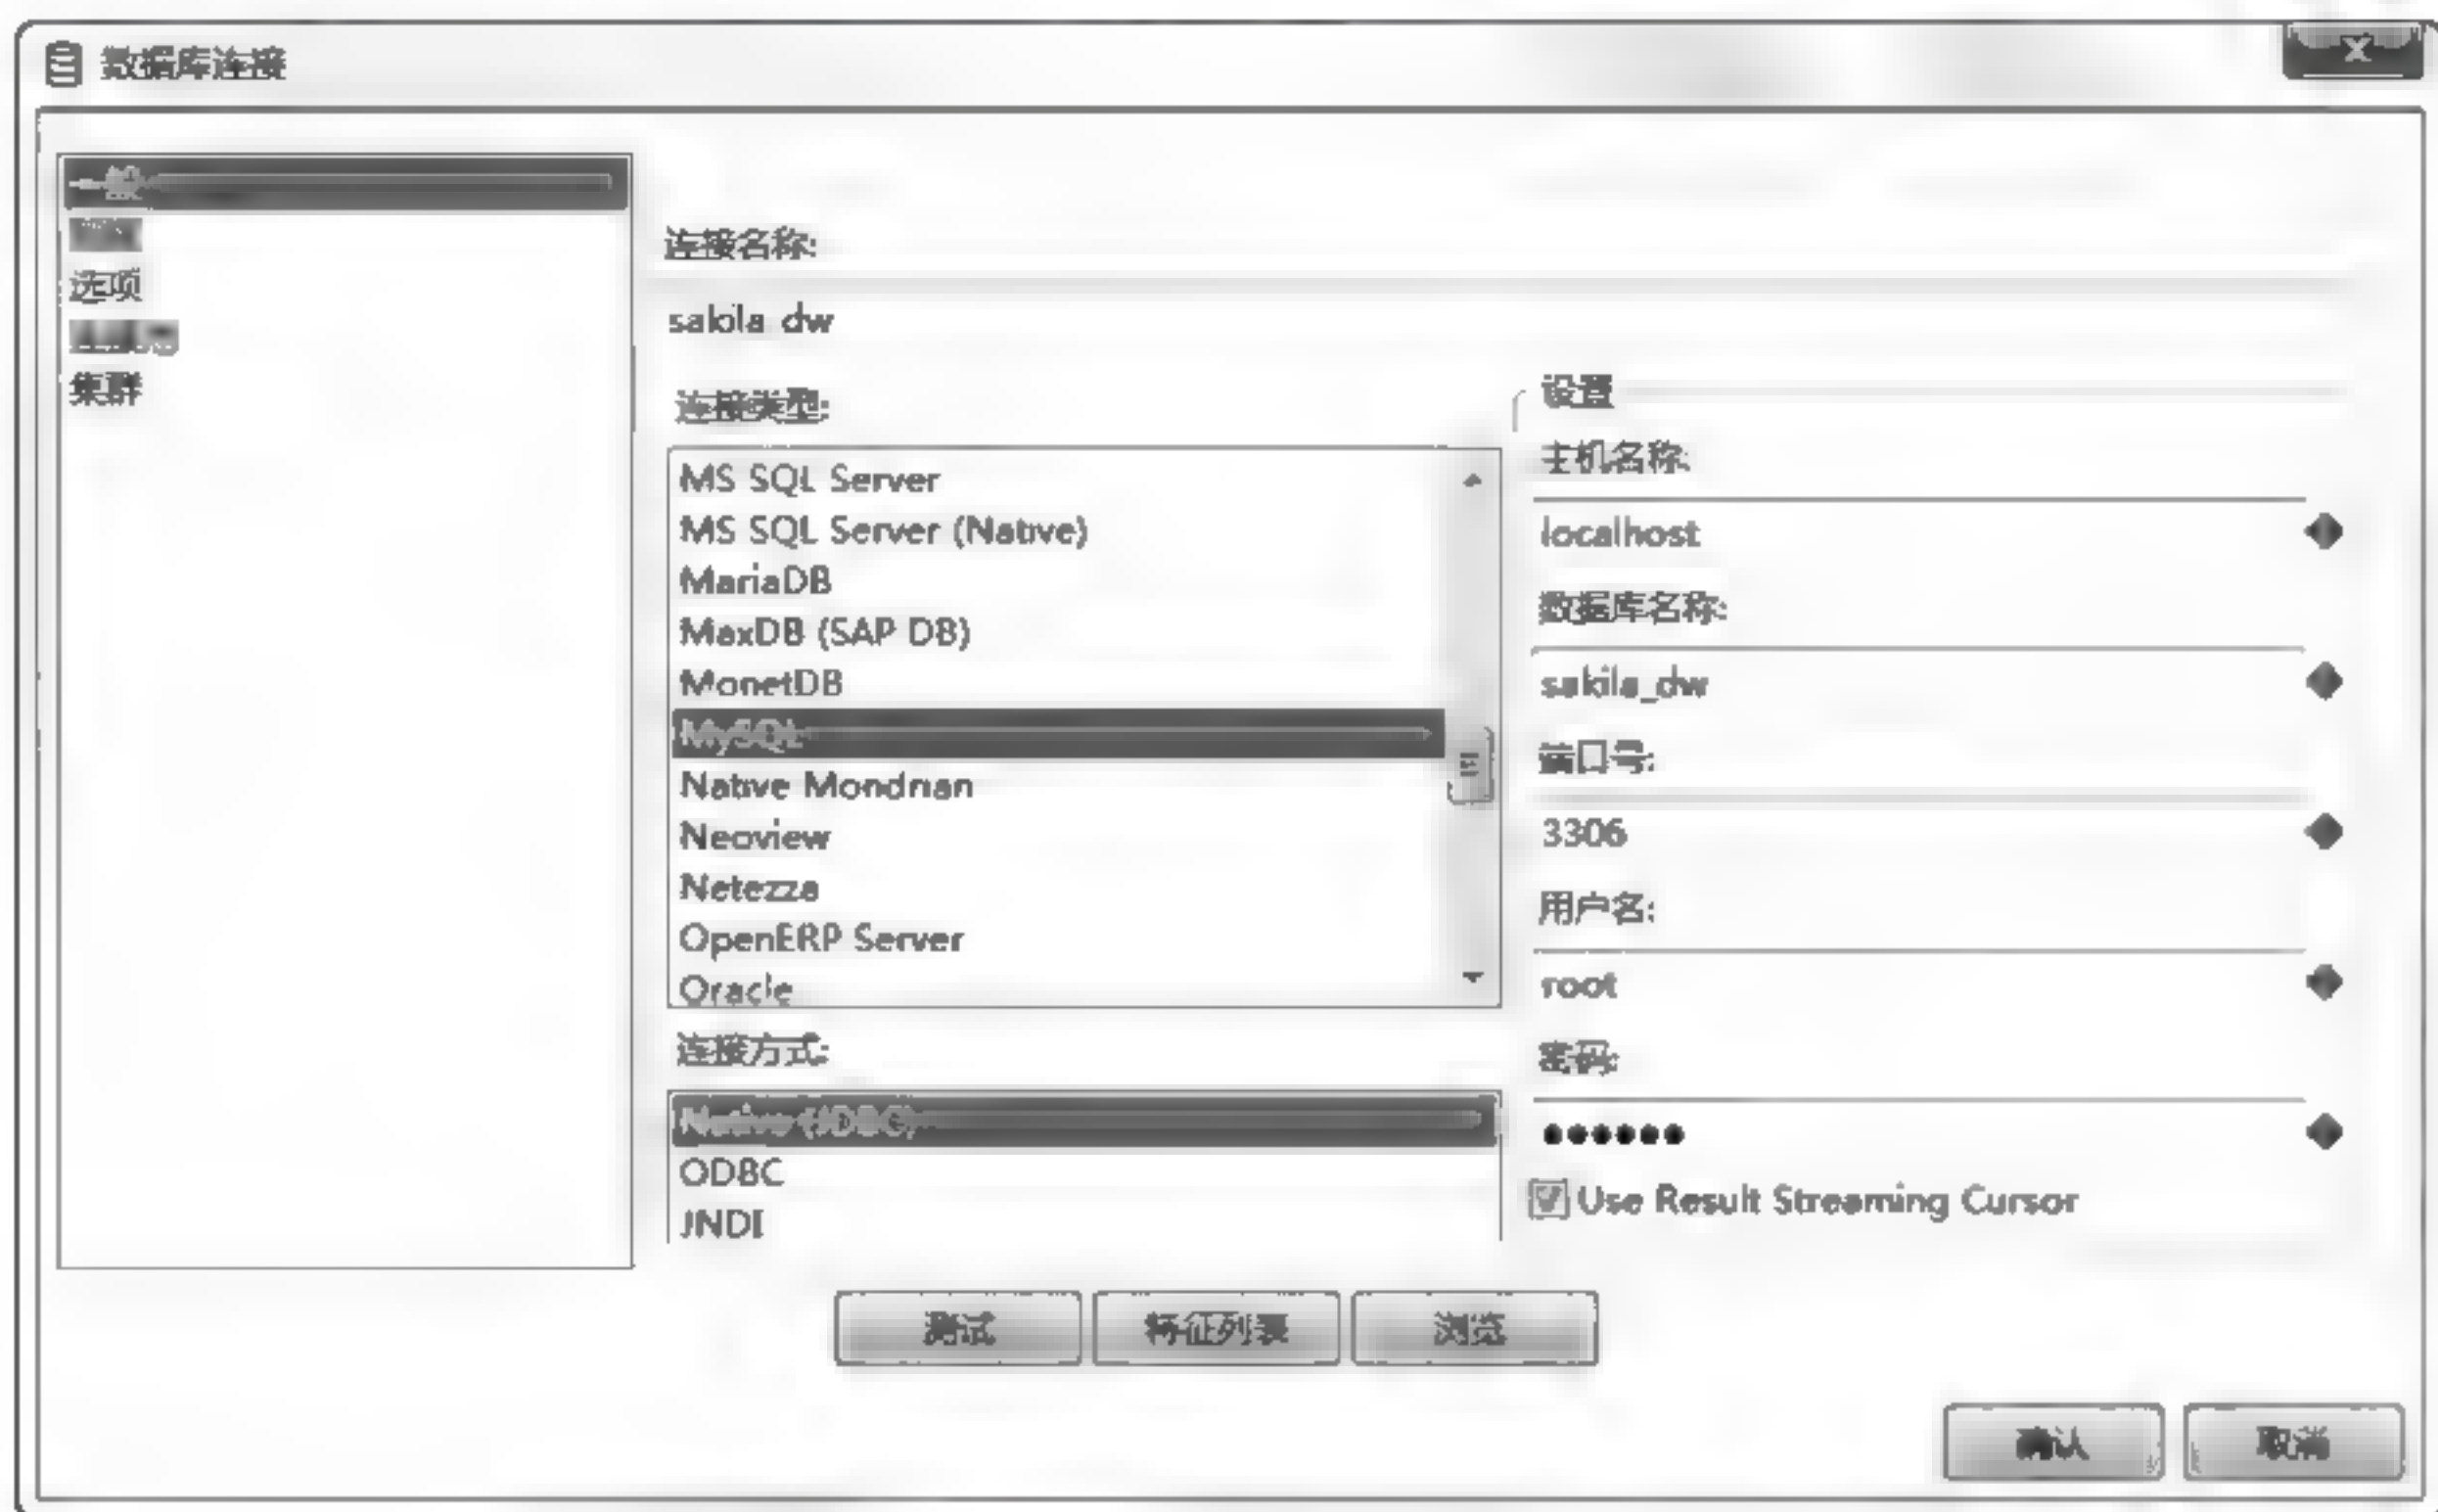 数据库连接
一般
选项
集群
连接名称:
sakila_dw
连接类型:
MS SQL Server
MS SQL Server (Native)
MariaDB
MaxDB (SAP DB)
MonetDB
MySQL
Native Mondrian
Neoview
Netezza
OpenERP Server
Oracle
连接方式:
Native (JDBC)
ODBC
JNDI
设置
主机名称:
localhost
数据库名称:
sakila_dw
端口号:
3306
用户名:
root
密码:
●●●●●●
Use Result Streaming Cursor
测试
特征列表
浏览
确认
取消